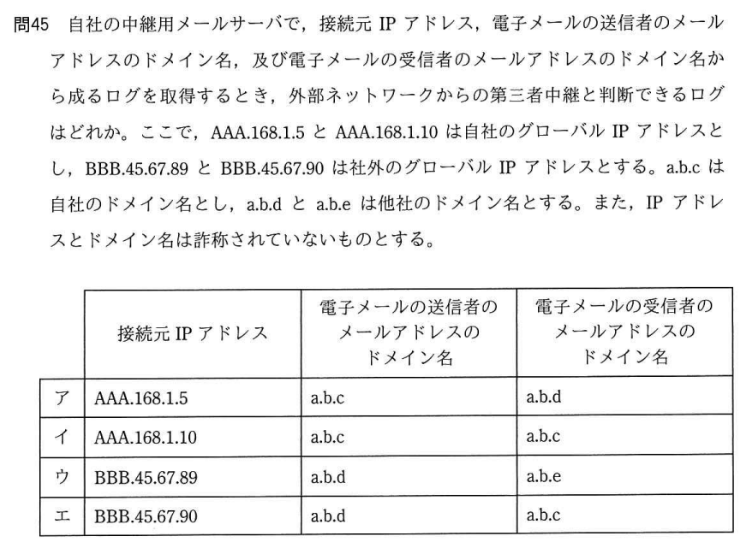 問45 自社の中継用メールサーバで，接続元 IP アドレス，電子メールの送信者のメール
アドレスのドメイン名，及び電子メールの受信者のメールアドレスのドメイン名か
ら成るログを取得するとき，外部ネットワークからの第三者中継と判断できるログ
はどれか。ここで，AAA.168.1.5 と AAA.168.1.10 は自社のグローバル IP アドレスと
し，BBB.45.67.89 と BBB.45.67.90 は社外のグローバル IP アドレスとする。a.b.c は
自社のドメイン名とし，a.b.d と a.b.e は他社のドメイン名とする。また，IP アドレ
スとドメイン名は詐称されていないものとする。
接続元 IP アドレス
電子メールの送信者の
メールアドレスの
ドメイン名
電子メールの受信者の
メールアドレスの
ドメイン名
ア AAA.168.1.5 a.b.c a.b.d
イ AAA.168.1.10 a.b.c a.b.c
ウ BBB.45.67.89 a.b.d a.b.e
エ BBB.45.67.90 a.b.d a.b.c